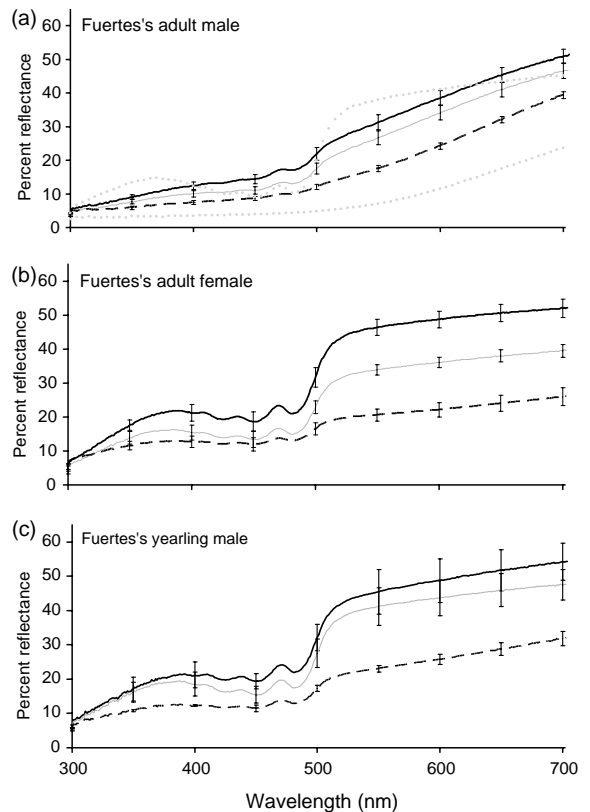 (a)
Fuertes's adult male
Percent reflectance
60
50
40
30
20
10
0
(b)
Fuertes's adult female
Percent reflectance
60
50
40
30
20
10
0
(c)
Fuertes's yearling male
Percent reflectance
60
50
40
30
20
10
0
300 400 500 600 700
Wavelength (nm)